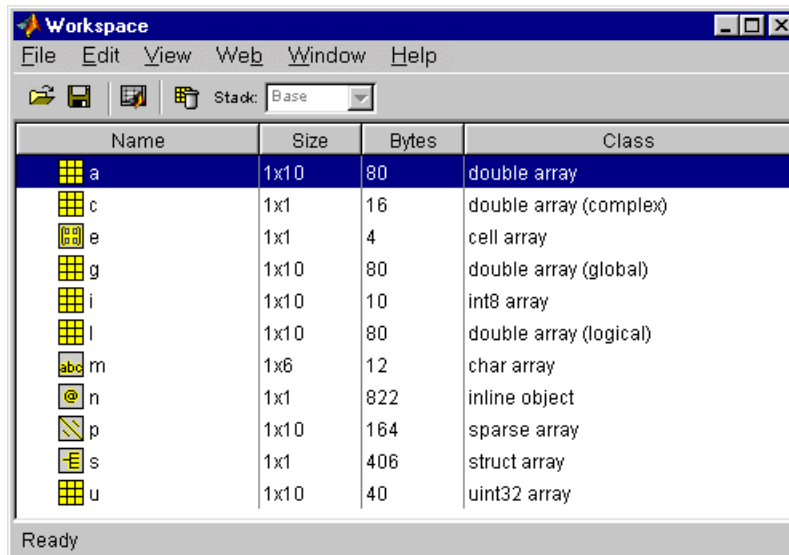 Workspace
File Edit View Web Window Help
Stack: Base
Name Size Bytes Class
a 1x10 80 double array
c 1x1 16 double array (complex)
e 1x1 4 cell array
g 1x10 80 double array (global)
i 1x10 10 int8 array
l 1x10 80 double array (logical)
abc m 1x6 12 char array
@ n 1x1 822 inline object
p 1x10 164 sparse array
s 1x1 406 struct array
u 1x10 40 uint32 array
Ready